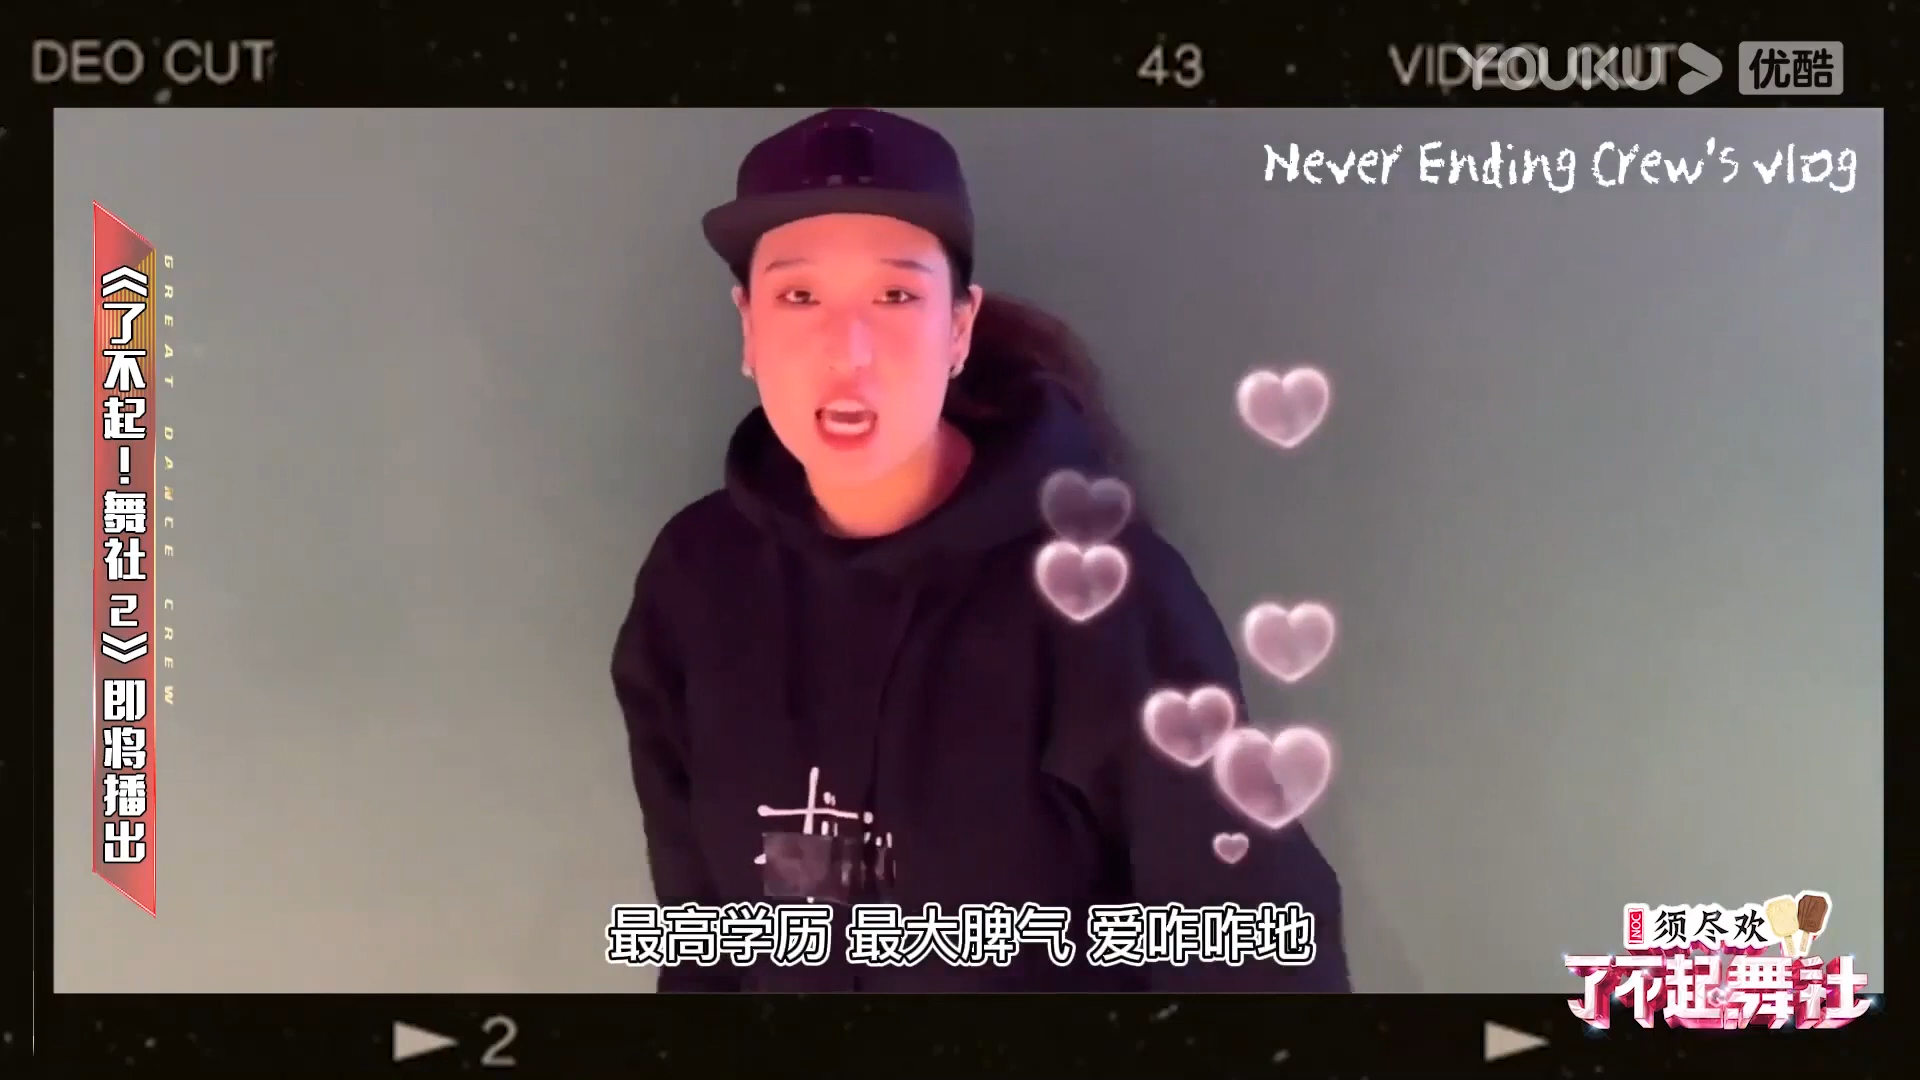 DEO CUT
43
VIDEO CUT
YOUKU 优酷
Never Ending Crew's vlog
《了不起！舞社2》即将播出
GREAT DANCE CREW
最高学历 最大脾气 爱咋咋地
须尽欢
了不起舞社
2